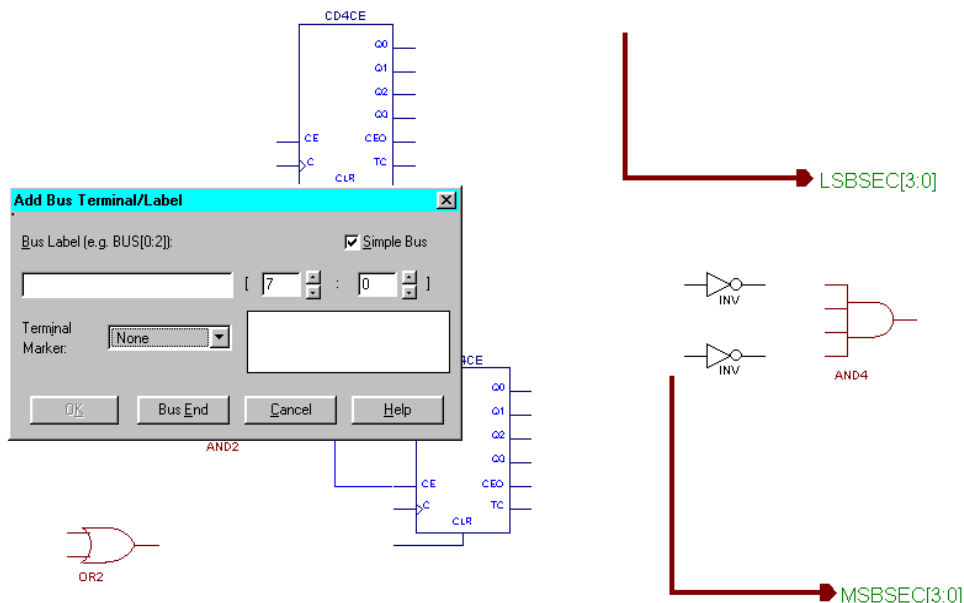 CD4CE
Q0
Q1
Q2
Q3
CE
CEO
C
TC
CLR
LSBSEC[3:0]
Add Bus Terminal/Label
Bus Label (e.g. BUS[0:2]):
Simple Bus
[ 7 : 0 ]
Terminal
Marker:
None
OK
Bus End
Cancel
Help
INV
INV
AND4
4CE
Q0
Q1
Q2
Q3
CE
CEO
C
TC
CLR
AND2
OR2
MSBSEC[3:0]